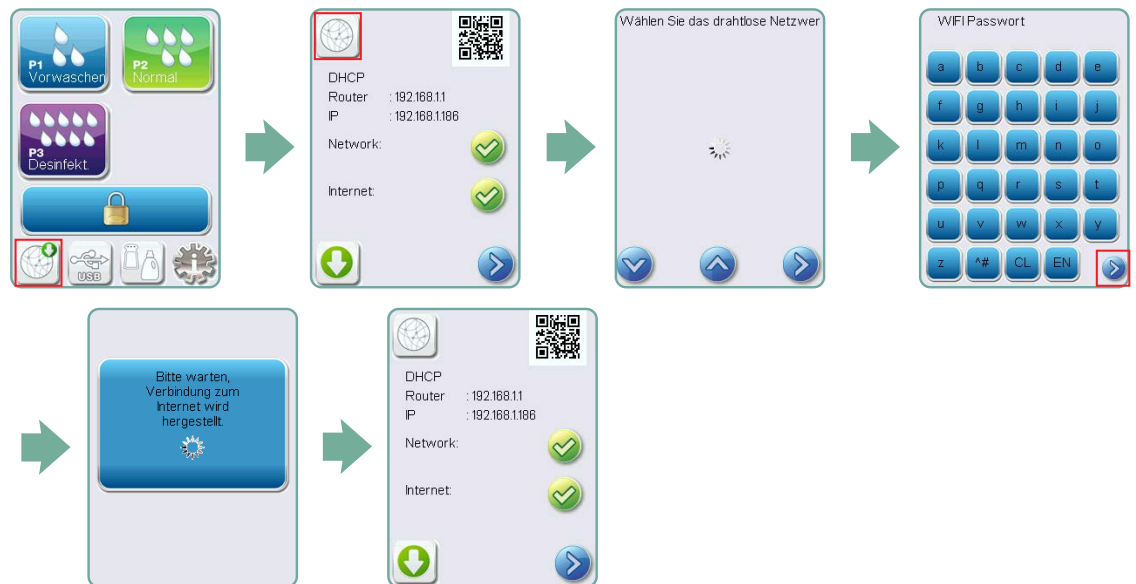 P1
Vorwaschen
P2
Normal
P3
Desinfekt.
USB
DHCP
Router : 192.168.1.1
IP : 192.168.1.186
Network:
Internet:
Wählen Sie das drahtlose Netzwer
WIFI Passwort
a b c d e
f g h i j
k l m n o
p q r s t
u v w x y
z ^# CL EN
Bitte warten,
Verbindung zum
Internet wird
hergestellt.
DHCP
Router : 192.168.1.1
IP : 192.168.1.186
Network:
Internet: